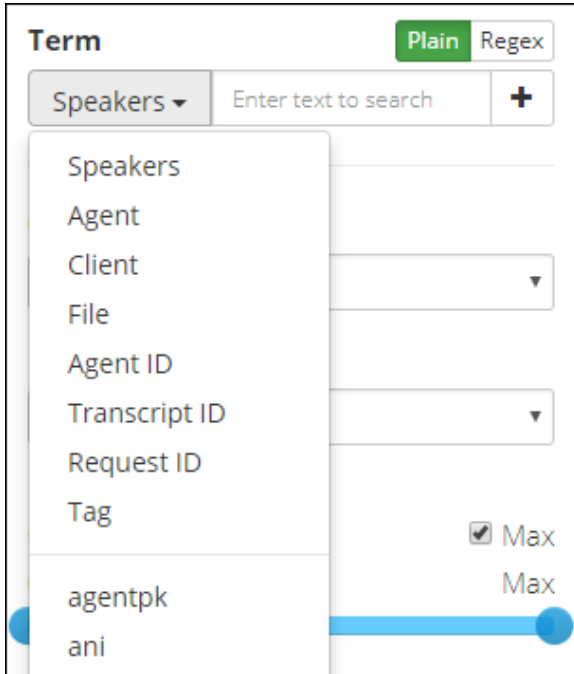 Term Plain Regex
Speakers Enter text to search +
Speakers
Agent
Client
File
Agent ID
Transcript ID
Request ID
Tag
Max
Max
agentpk
ani